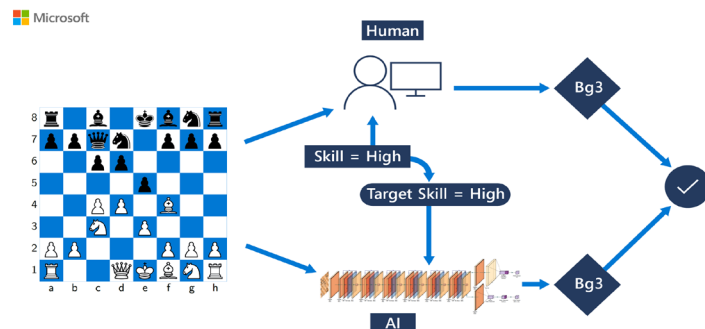 Microsoft
Human
Bg3
8
7
6
5
4
3
2
1
a b c d e f g h
Skill = High
Target Skill = High
Bg3
AI